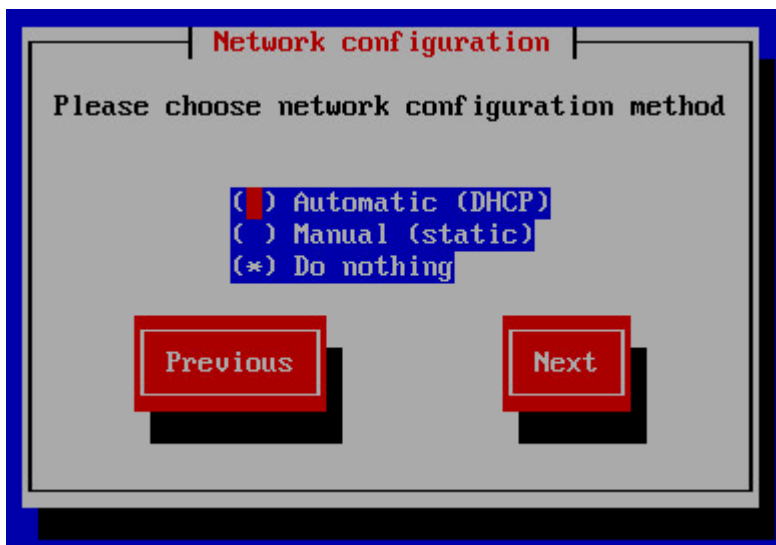 Network configuration
Please choose network configuration method
( ) Automatic (DHCP)
( ) Manual (static)
(*) Do nothing
Previous Next